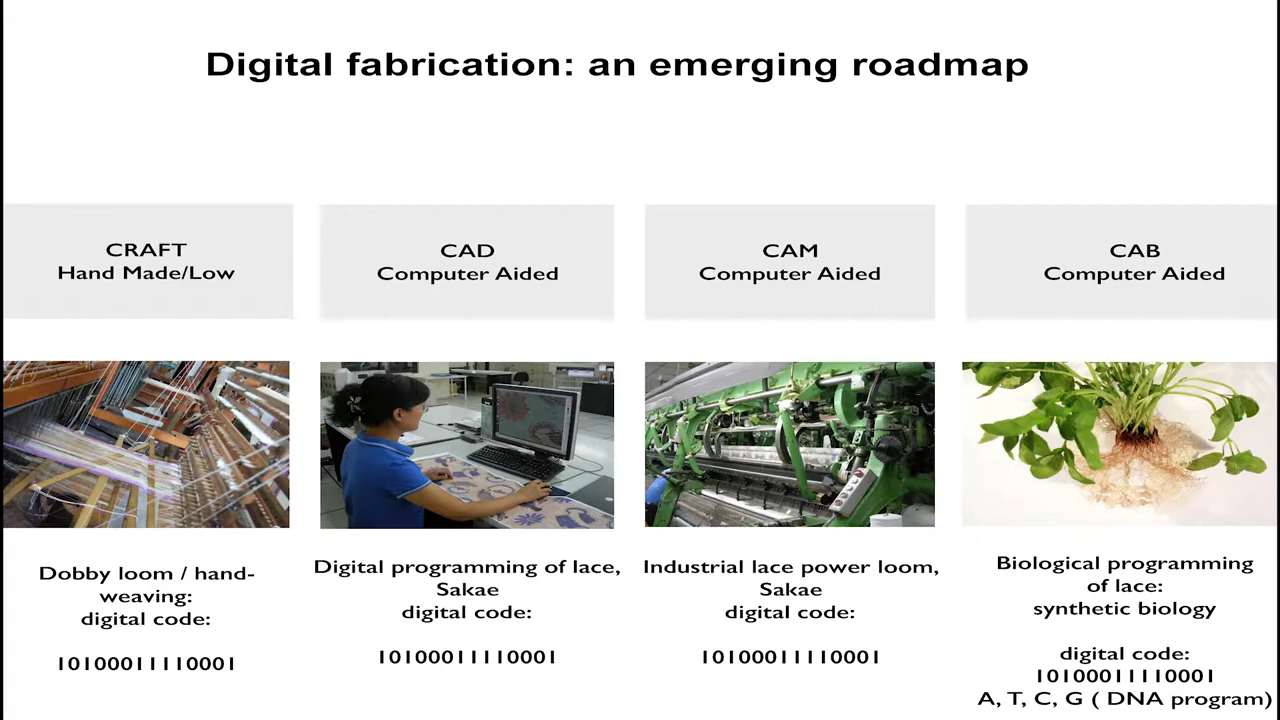 Digital fabrication: an emerging roadmap
CRAFT
Hand Made/Low
CAD
Computer Aided
CAM
Computer Aided
CAB
Computer Aided
Dobby loom / hand-
weaving:
digital code:
10100011110001
Digital programming of lace,
Sakae
digital code:
10100011110001
Industrial lace power loom,
Sakae
digital code:
10100011110001
Biological programming
of lace:
synthetic biology
digital code:
10100011110001
A, T, C, G ( DNA program)